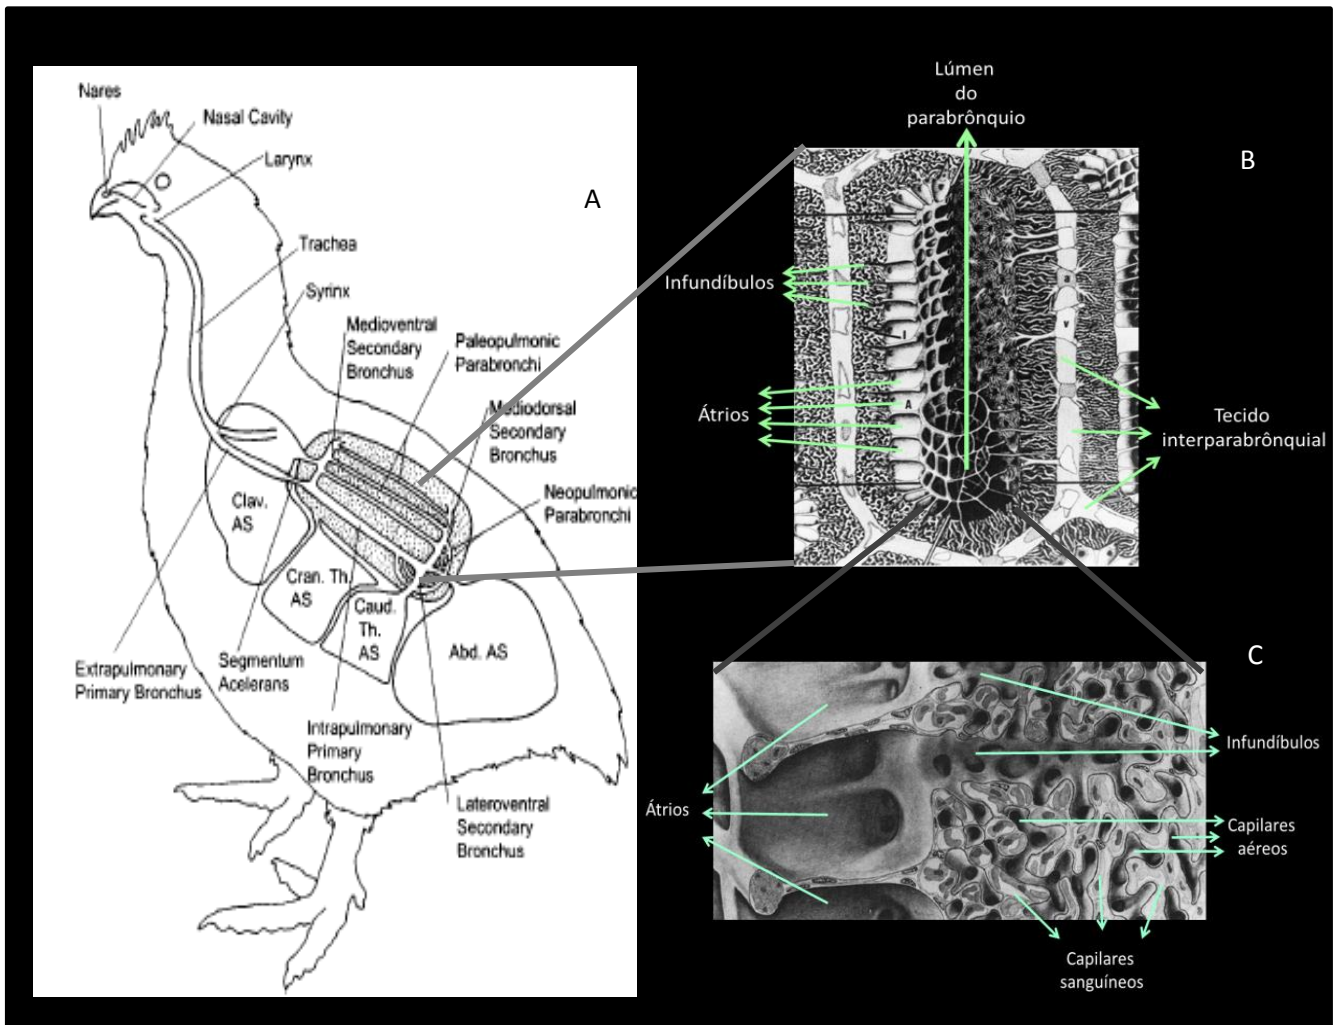 Nares
Nasal Cavity
Larynx
A
Trachea
Syrinx
Medioventral
Secondary
Bronchus
Paleopulmonic
Parabronchi
Mediodorsal
Secondary
Bronchus
Neopulmonic
Parabronchi
Clav.
AS
Cran. Th.
AS
Caud.
Th.
AS
Abd. AS
Extrapulmonary
Primary Bronchus
Segmentum
Acelerans
Intrapulmonary
Primary
Bronchus
Lateroventral
Secondary
Bronchus
Lúmen
do
parabrônquio
B
Infundíbulos
I
a
v
Átrios
A
Tecido
interparabrônquial
C
Infundíbulos
Átrios
Capilares
aéreos
Capilares
sanguíneos